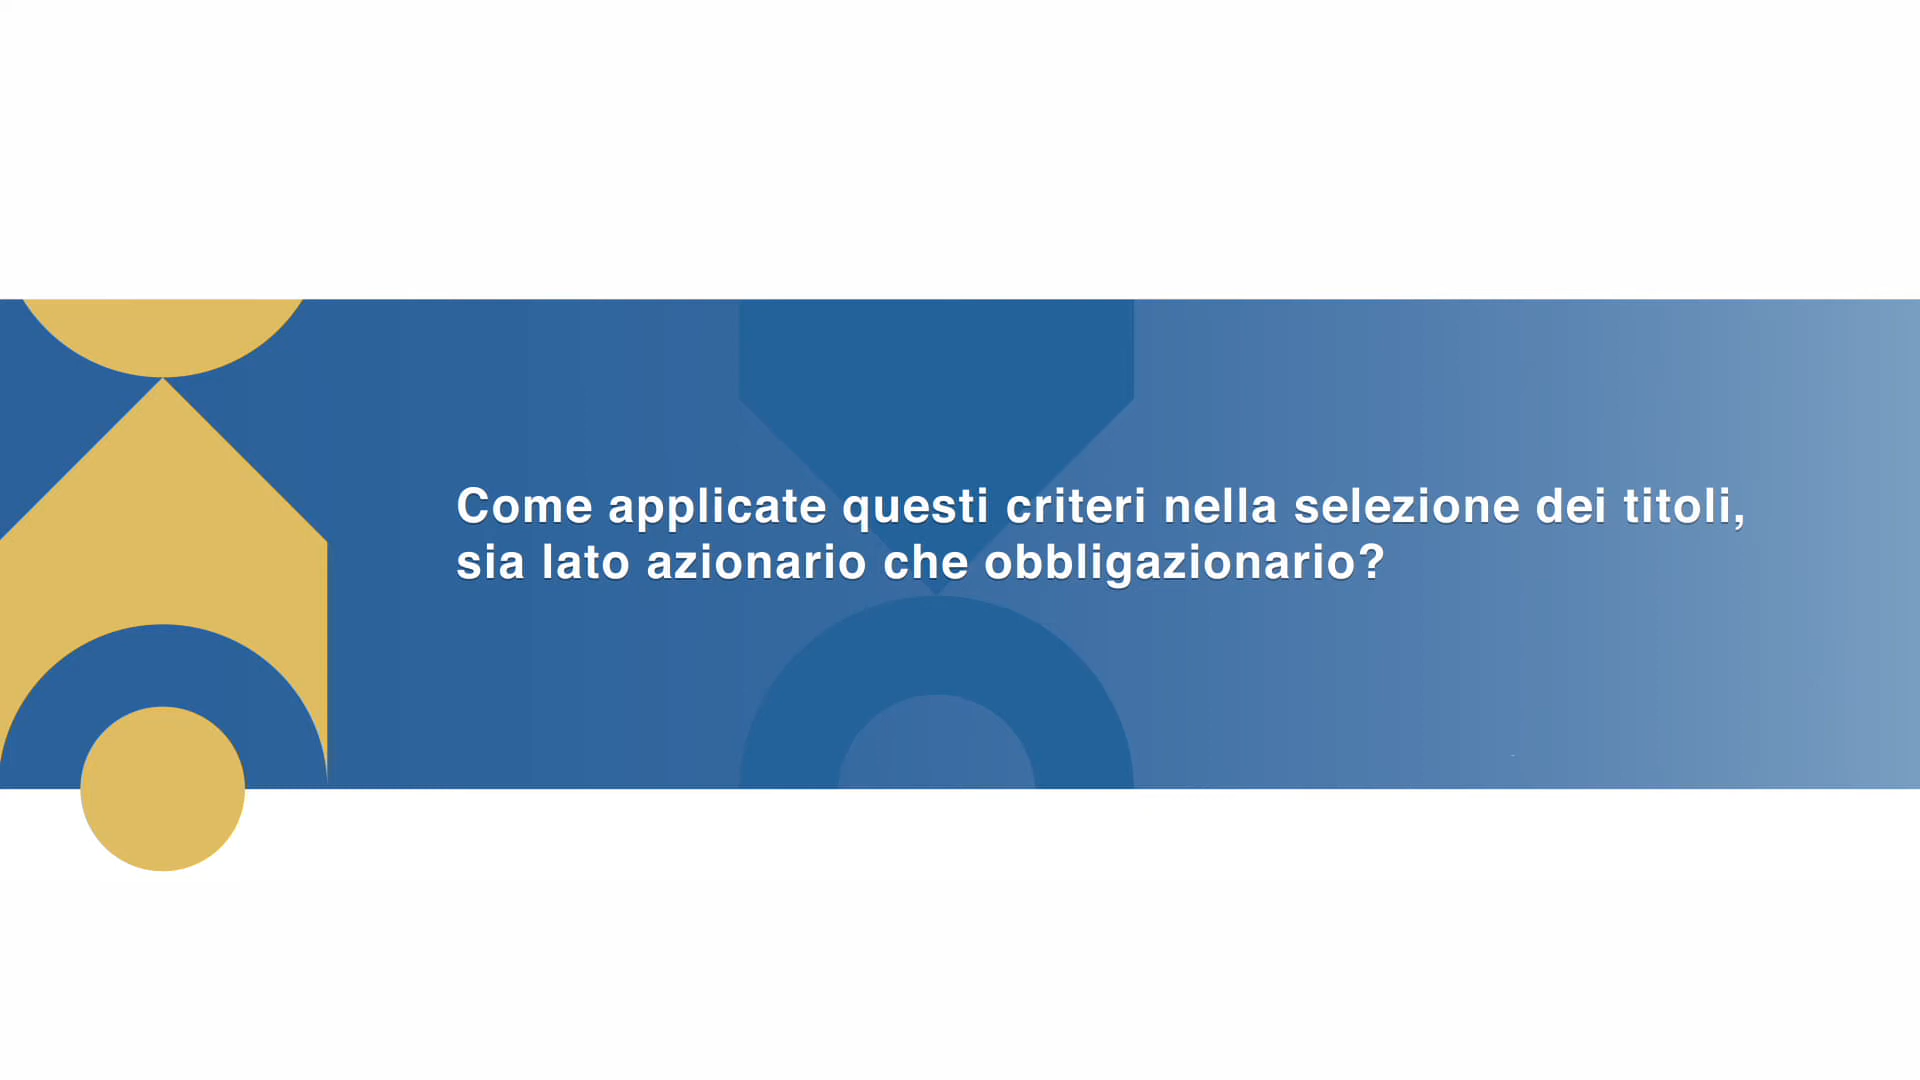 Come applicate questi criteri nella selezione dei titoli,
sia lato azionario che obbligazionario?